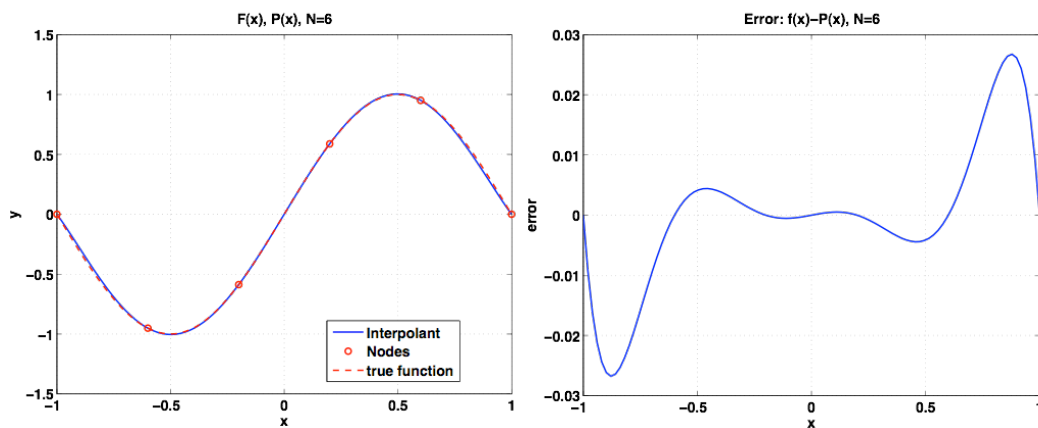 F(x), P(x), N=6
1.5
1
0.5
0
−0.5
−1
−1.5
y
−1
−0.5
0
0.5
1
x
Interpolant
Nodes
true function
Error: f(x)−P(x), N=6
0.03
0.02
0.01
0
−0.01
−0.02
−0.03
error
−1
−0.5
0
0.5
1
x